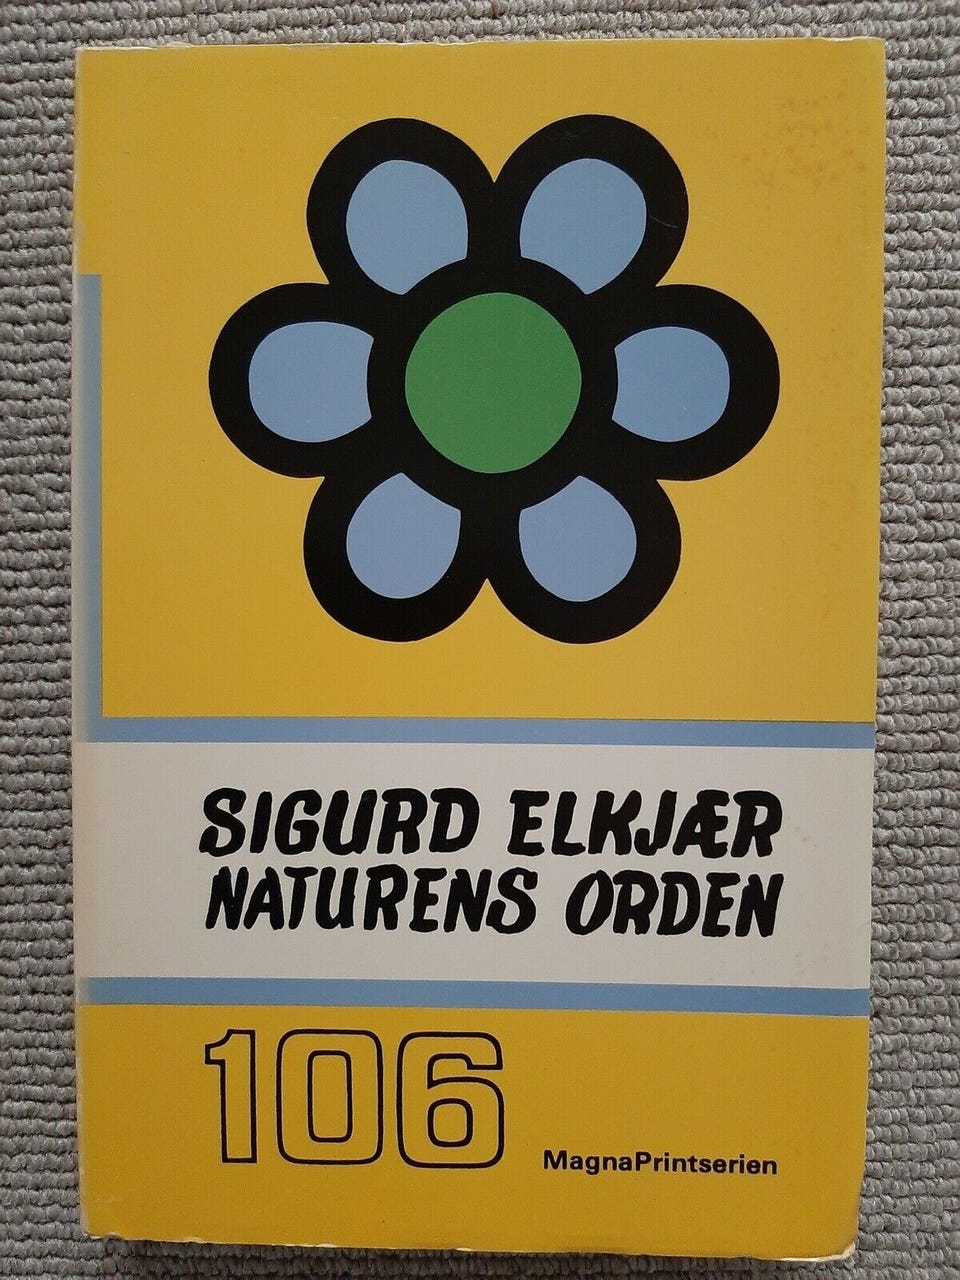 SIGURD ELKJÆR
NATURENS ORDEN
106
MagnaPrintserien